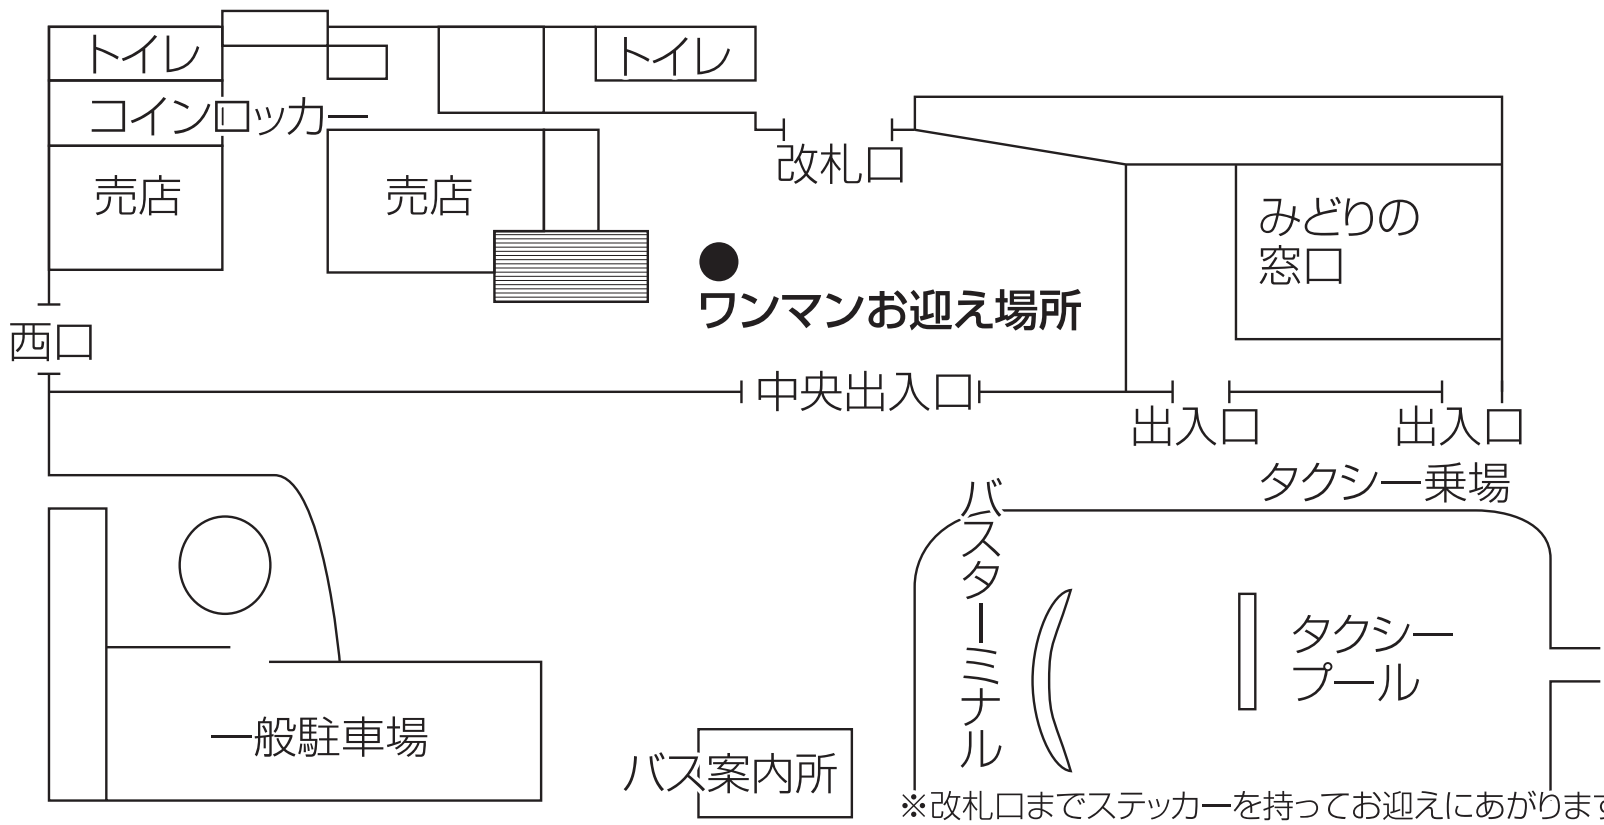 トイレ
トイレ
コインロッカー
売店
売店
改札口
みどりの
窓口
ワンマンお迎え場所
西口
中央出入口
出入口
出入口
タクシー乗場
バスターミナル
タクシー
プール
一般駐車場
バス案内所
※改札口までステッカーを持ってお迎えにあがります